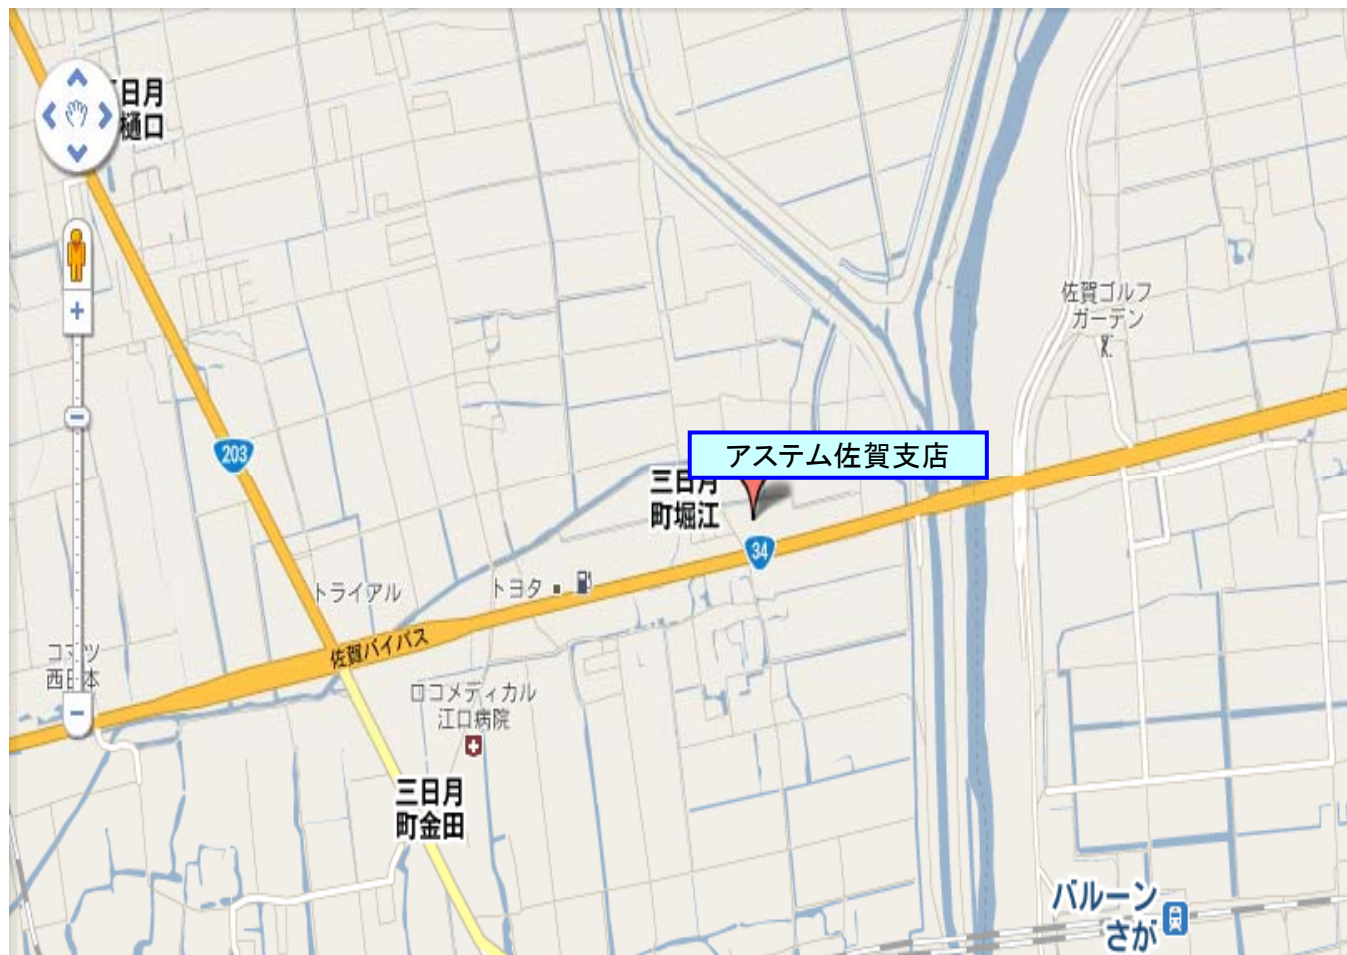 日月
樋口
佐賀ゴルフ
ガーデン
203
アステム佐賀支店
三日月
町堀江
34
トライアル
トヨタ
佐賀バイパス
コマツ
西日本
ロコメディカル
江口病院
三日月
町金田
バルーン
さが